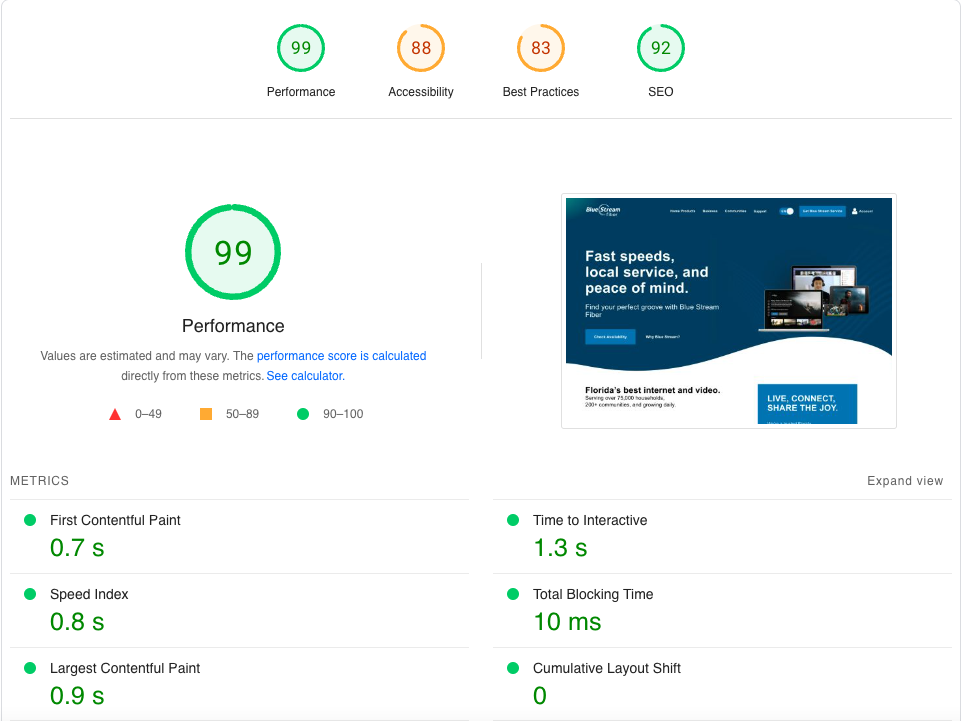 99
88
83
92
Performance
Accessibility
Best Practices
SEO
99
Performance
Values are estimated and may vary. The performance score is calculated
directly from these metrics. See calculator.
0–49
50–89
90–100
Blue Stream
Fiber
Home Products
Business
Communities
Support
Get Blue Stream Service
Account
Fast speeds,
local service, and
peace of mind.
Find your perfect groove with Blue Stream
Fiber
Check Availability
Why Blue Stream?
Florida's best internet and video.
Serving over 75,000 households,
200+ communities, and growing daily.
LIVE, CONNECT,
SHARE THE JOY.
METRICS
Expand view
First Contentful Paint
0.7 s
Time to Interactive
1.3 s
Speed Index
0.8 s
Total Blocking Time
10 ms
Largest Contentful Paint
0.9 s
Cumulative Layout Shift
0